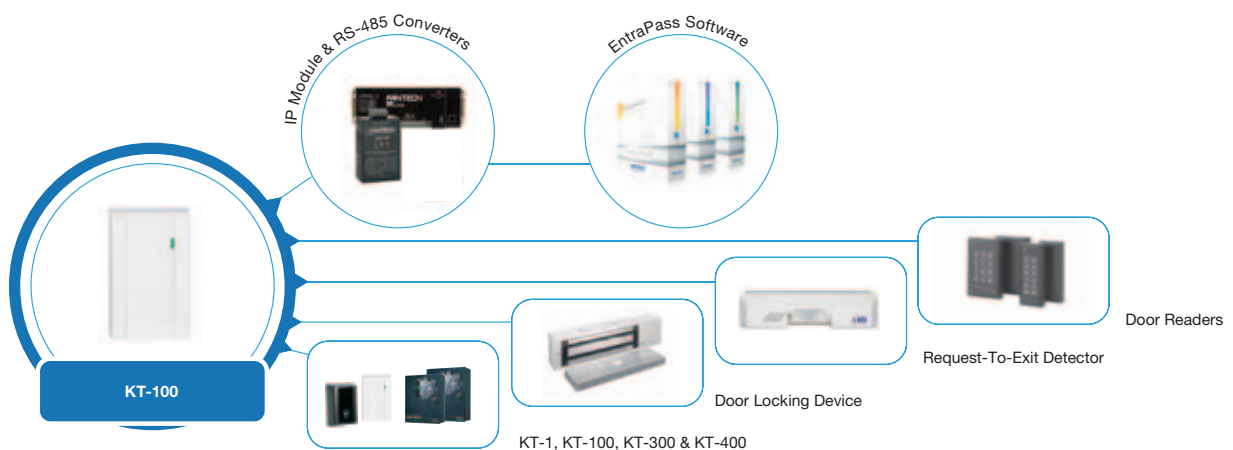 IP Module & RS-485 Converters
EntraPass Software
KANTECH
Door Readers
Request-To-Exit Detector
KT-100
Door Locking Device
KT-1, KT-100, KT-300 & KT-400